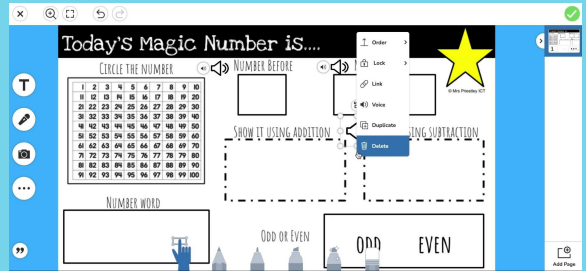 Today's Magic Number is....
CIRCLE THE NUMBER
NUMBER BEFORE
1 2 3 4 5 6 7 8 9 10
11 12 13 14 15 16 17 18 19 20
21 22 23 24 25 26 27 28 29 30
31 32 33 34 35 36 37 38 39 40
41 42 43 44 45 46 47 48 49 50
51 52 53 54 55 56 57 58 59 60
61 62 63 64 65 66 67 68 69 70
71 72 73 74 75 76 77 78 79 80
81 82 83 84 85 86 87 88 89 90
91 92 93 94 95 96 97 98 99 100
Order
Lock
Link
Voice
Duplicate
Delete
© Mrs Priestley ICT
SHOW IT USING ADDITION
USING SUBTRACTION
NUMBER WORD
ODD OR EVEN
ODD EVEN
T
1
Add Page